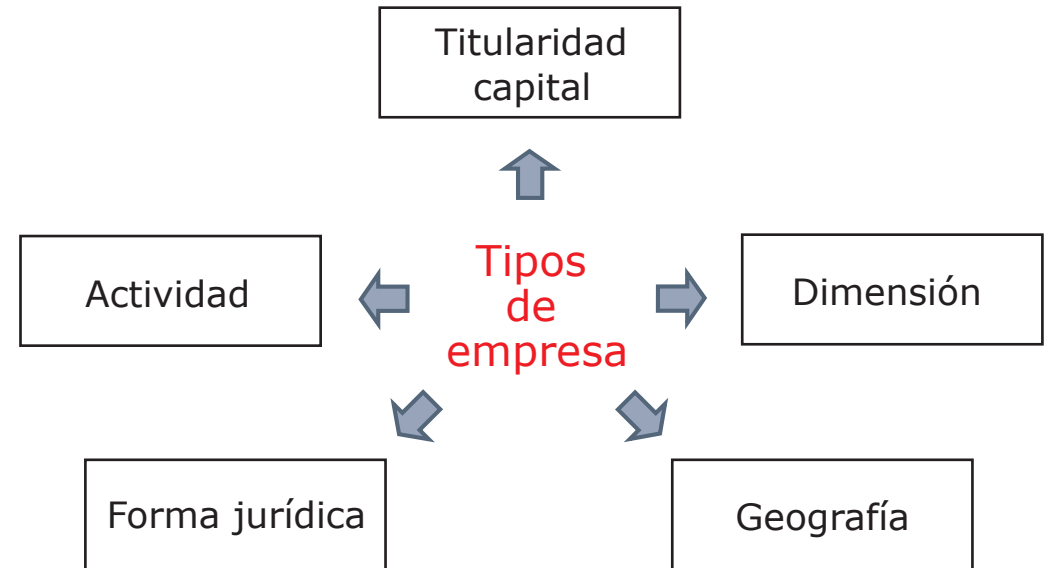 Titularidad
capital
Actividad
Tipos
de
empresa
Dimensión
Forma jurídica
Geografía